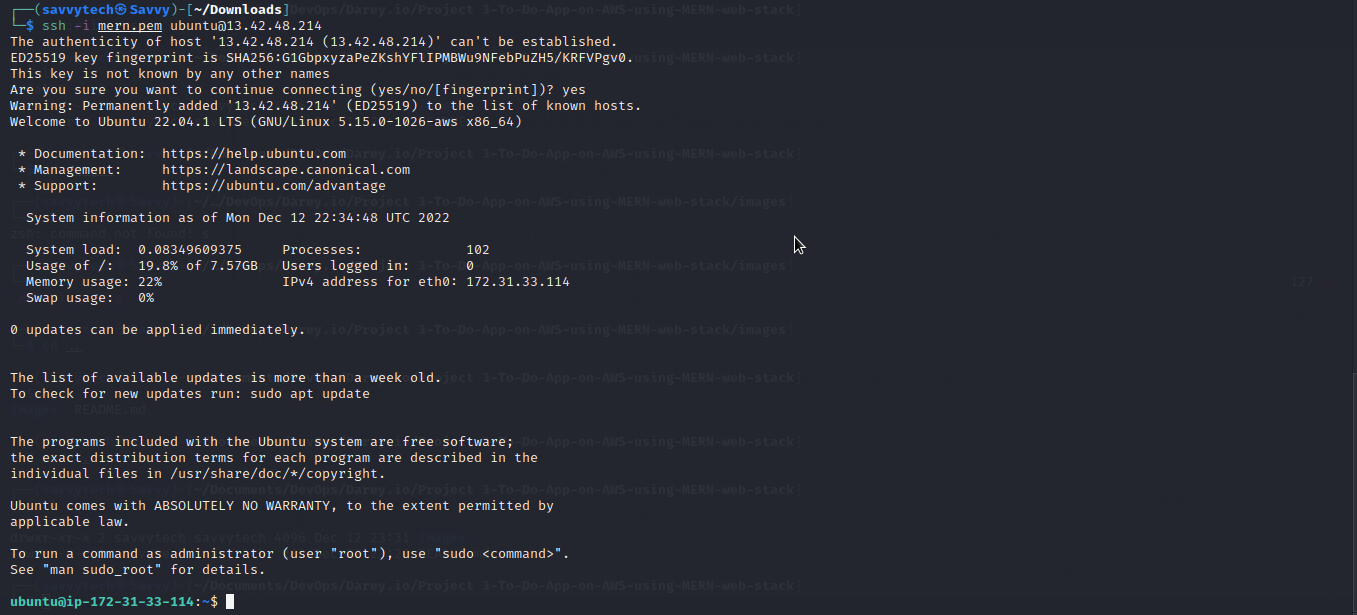 ┌──(savvytech㉿Savvy)-[~/Downloads]
└─$ ssh -i mern.pem ubuntu@13.42.48.214
The authenticity of host '13.42.48.214 (13.42.48.214)' can't be established.
ED25519 key fingerprint is SHA256:G1GbpxyzaPeZKshYFlIPMBWu9NFebPuZH5/KRFVPgv0.
This key is not known by any other names
Are you sure you want to continue connecting (yes/no/[fingerprint])? yes
Warning: Permanently added '13.42.48.214' (ED25519) to the list of known hosts.
Welcome to Ubuntu 22.04.1 LTS (GNU/Linux 5.15.0-1026-aws x86_64)

 * Documentation:  https://help.ubuntu.com
 * Management:     https://landscape.canonical.com
 * Support:        https://ubuntu.com/advantage

  System information as of Mon Dec 12 22:34:48 UTC 2022

  System load:  0.08349609375     Processes:             102
  Usage of /:   19.8% of 7.57GB   Users logged in:       0
  Memory usage: 22%               IPv4 address for eth0: 172.31.33.114
  Swap usage:   0%

0 updates can be applied immediately.

The list of available updates is more than a week old.
To check for new updates run: sudo apt update

The programs included with the Ubuntu system are free software;
the exact distribution terms for each program are described in the
individual files in /usr/share/doc/*/copyright.

Ubuntu comes with ABSOLUTELY NO WARRANTY, to the extent permitted by
applicable law.

To run a command as administrator (user "root"), use "sudo <command>".
See "man sudo_root" for details.

ubuntu@ip-172-31-33-114:~$